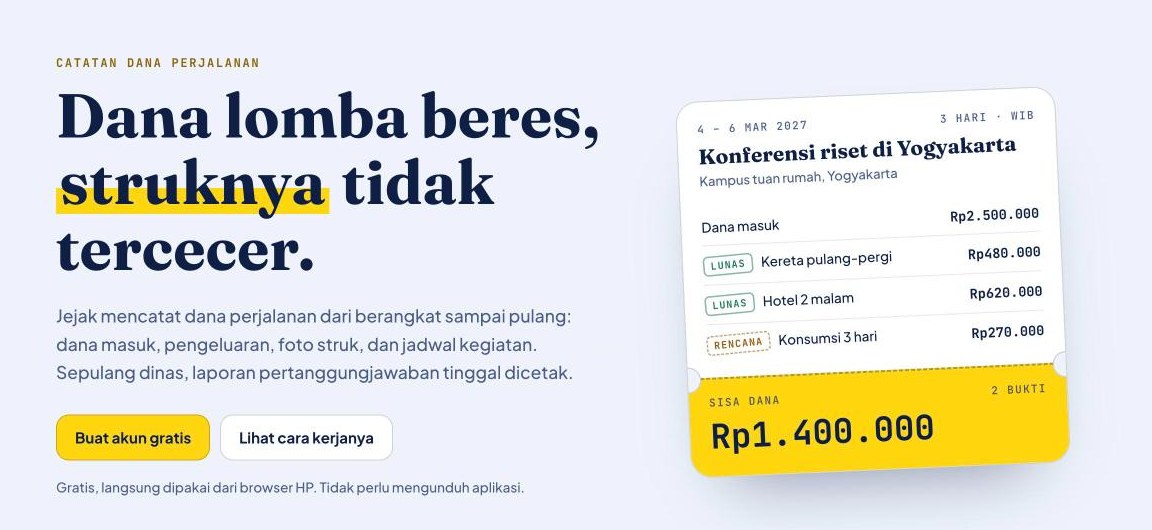 CATATAN DANA PERJALANAN
Dana lomba beres,
struknya tidak
tercecer.
Jejak mencatat dana perjalanan dari berangkat sampai pulang:
dana masuk, pengeluaran, foto struk, dan jadwal kegiatan.
Sepulang dinas, laporan pertanggungjawaban tinggal dicetak.
Buat akun gratis
Lihat cara kerjanya
Gratis, langsung dipakai dari browser HP. Tidak perlu mengunduh aplikasi.
4 – 6 MAR 2027
3 HARI · WIB
Konferensi riset di Yogyakarta
Kampus tuan rumah, Yogyakarta
Dana masuk Rp2.500.000
LUNAS Kereta pulang-pergi Rp480.000
LUNAS Hotel 2 malam Rp620.000
RENCANA Konsumsi 3 hari Rp270.000
SISA DANA
2 BUKTI
Rp1.400.000